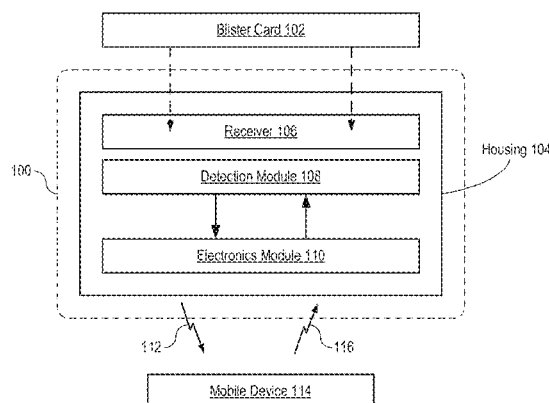 Blister Card 102
Receiver 106
Housing 104
100
Detection Module 108
Electronics Module 110
112
116
Mobile Device 114